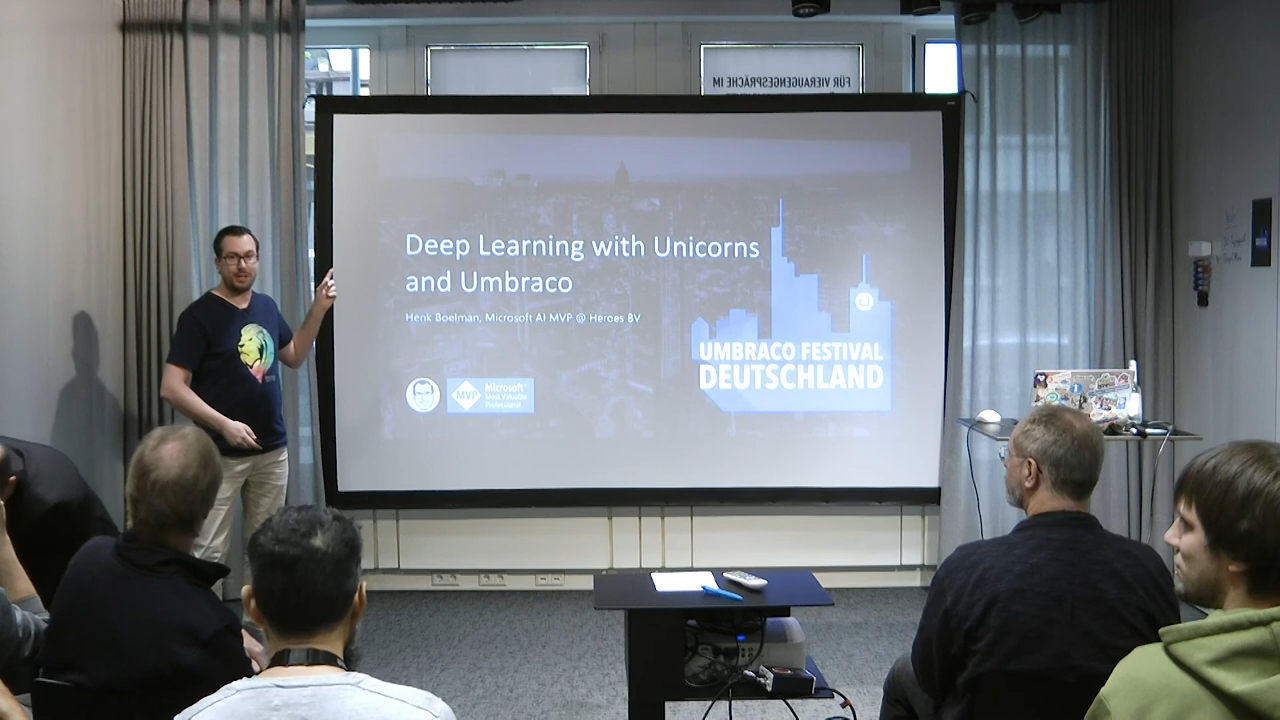 FÜR VIERAUGENGESPRÄCHE IM
Deep Learning with Unicorns
and Umbraco
Henk Boelman, Microsoft AI MVP @ Heroes BV
MVP
Microsoft®
Most Valuable
Professional
UMBRACO FESTIVAL
DEUTSCHLAND